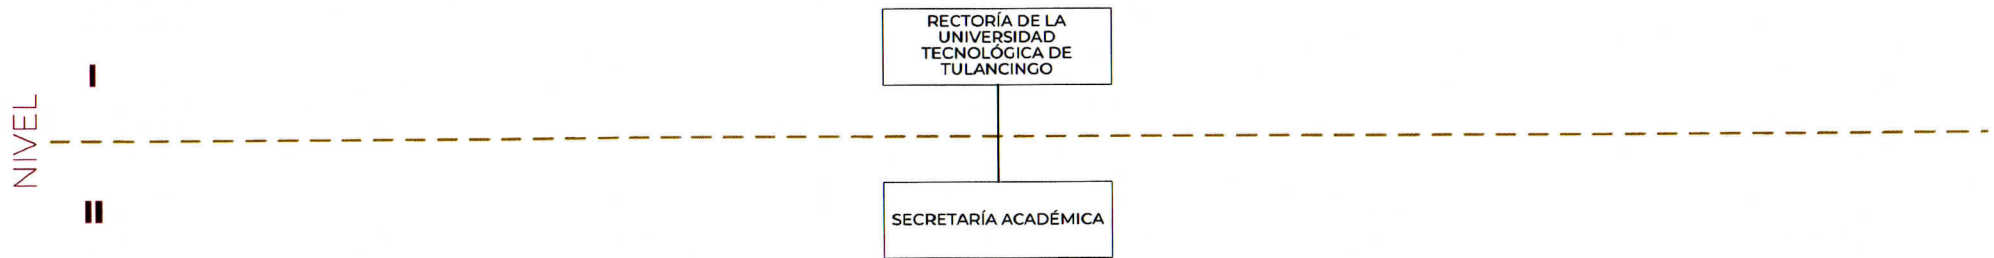 NIVEL
I
RECTORÍA DE LA
UNIVERSIDAD
TECNOLÓGICA DE
TULANCINGO
II
SECRETARÍA ACADÉMICA